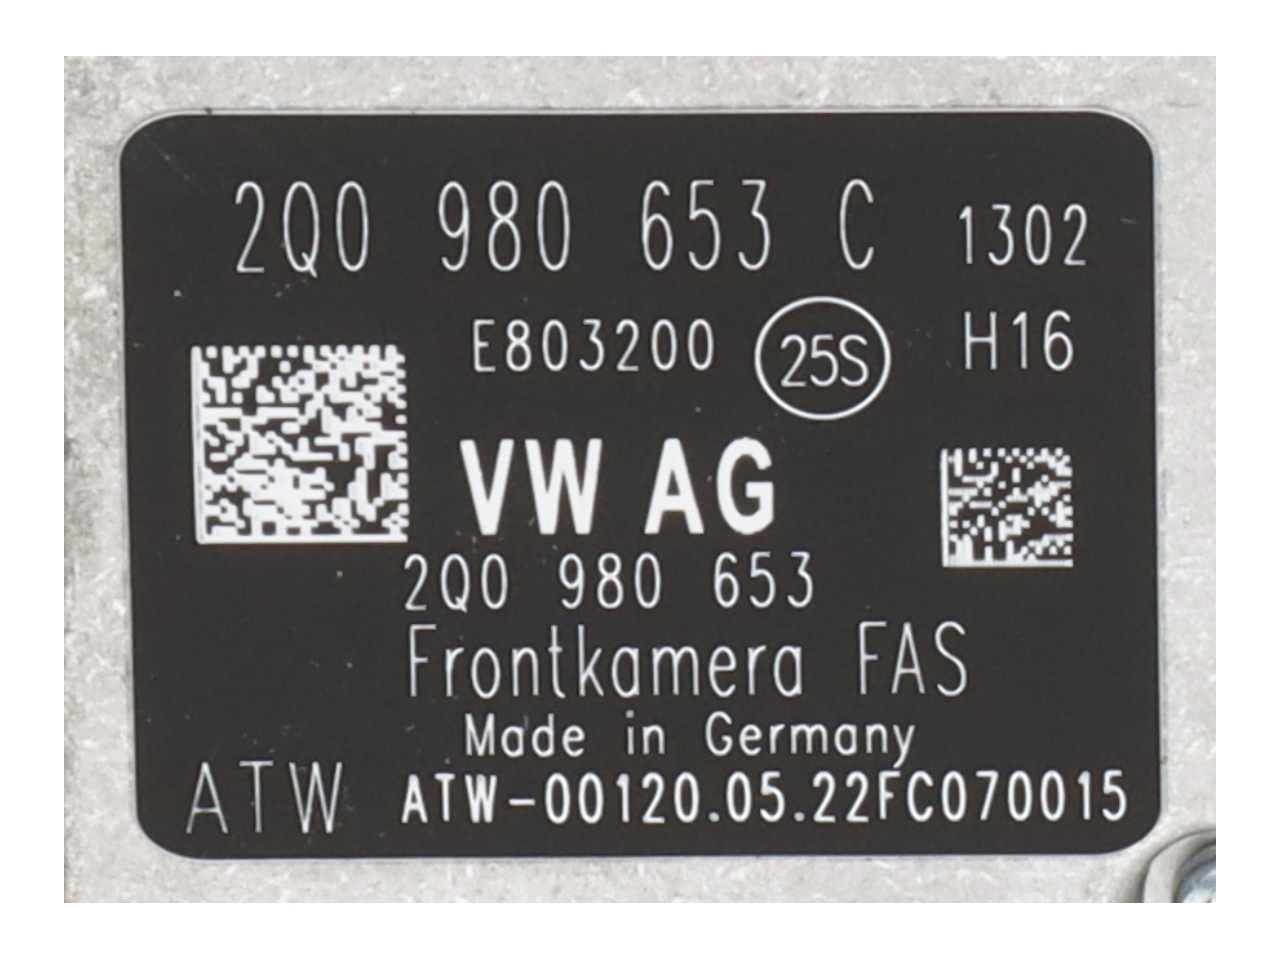 2Q0 980 653 C 1302
E803200 25S H16
VW AG
2Q0 980 653
Frontkamera FAS
Made in Germany
ATW ATW-00120.05.22FC070015